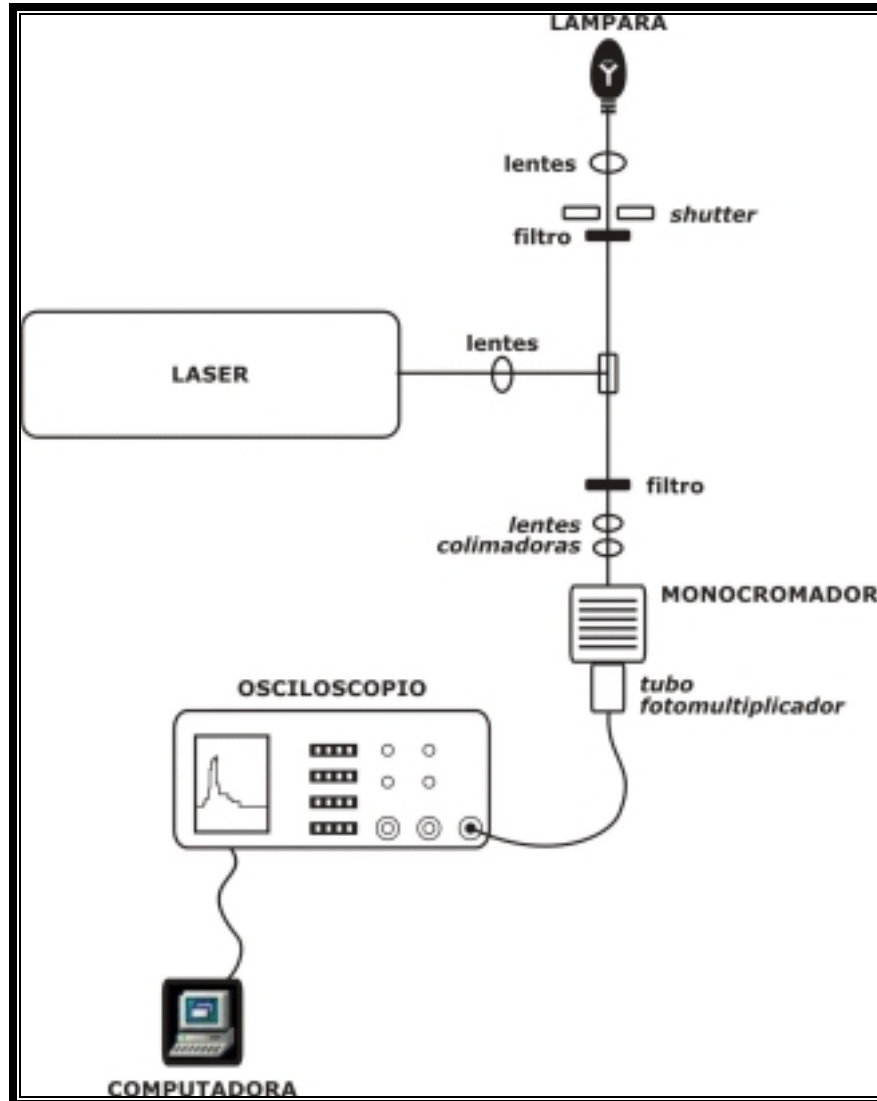 LAMPARA
lentes
shutter
filtro
lentes
LASER
filtro
lentes
colimadoras
MONOCROMADOR
OSCILOSCOPIO
tubo
fotomultiplicador
COMPUTADORA